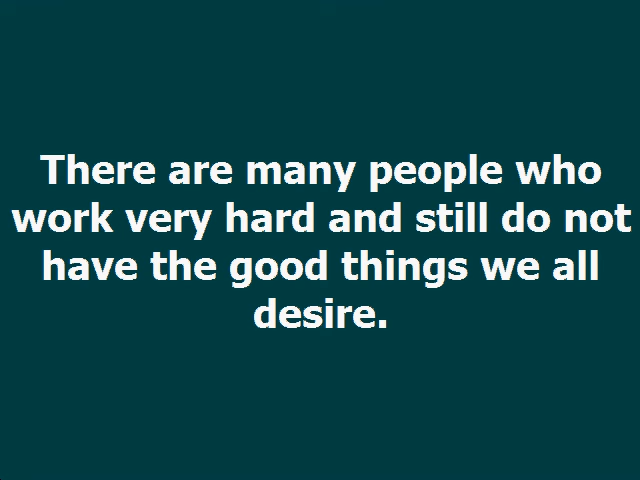 There are many people who
work very hard and still do not
have the good things we all
desire.